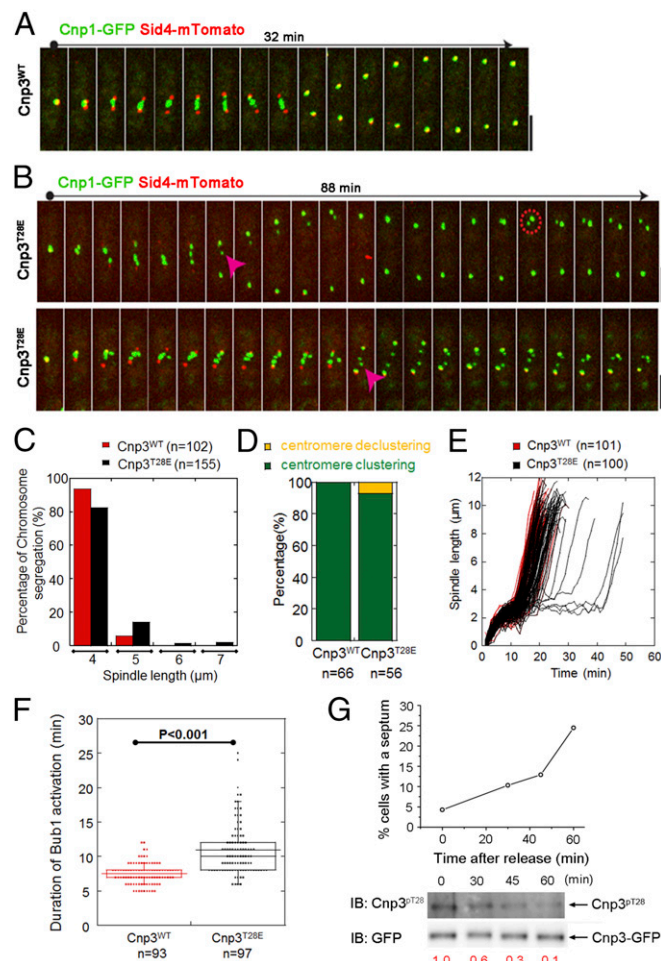 A
Cnp1-GFP Sid4-mTomato
32 min
Cnp3WT
B
Cnp1-GFP Sid4-mTomato
88 min
Cnp3T28E
Cnp3T28E
C
Cnp3WT (n=102)
Cnp3T28E (n=155)
Percentage of Chromosome
segregation (%)
100
80
60
40
20
0
4 5 6 7
Spindle length (µm)
D
centromere declustering
centromere clustering
Percentage(%)
100
80
60
40
20
0
Cnp3WT Cnp3T28E
n=66 n=56
E
Cnp3WT (n=101)
Cnp3T28E (n=100)
Spindle length (µm)
12
10
8
6
4
2
0
0 10 20 30 40 50 60
Time (min)
F
P<0.001
Duration of Bub1 activation (min)
30
25
20
15
10
5
0
Cnp3WT Cnp3T28E
n=93 n=97
G
% cells with a septum
30
25
20
15
10
5
0
0 20 40 60
Time after release (min)
0 30 45 60 (min)
IB: Cnp3pT28 Cnp3pT28
IB: GFP Cnp3-GFP
1.0 0.6 0.3 0.1